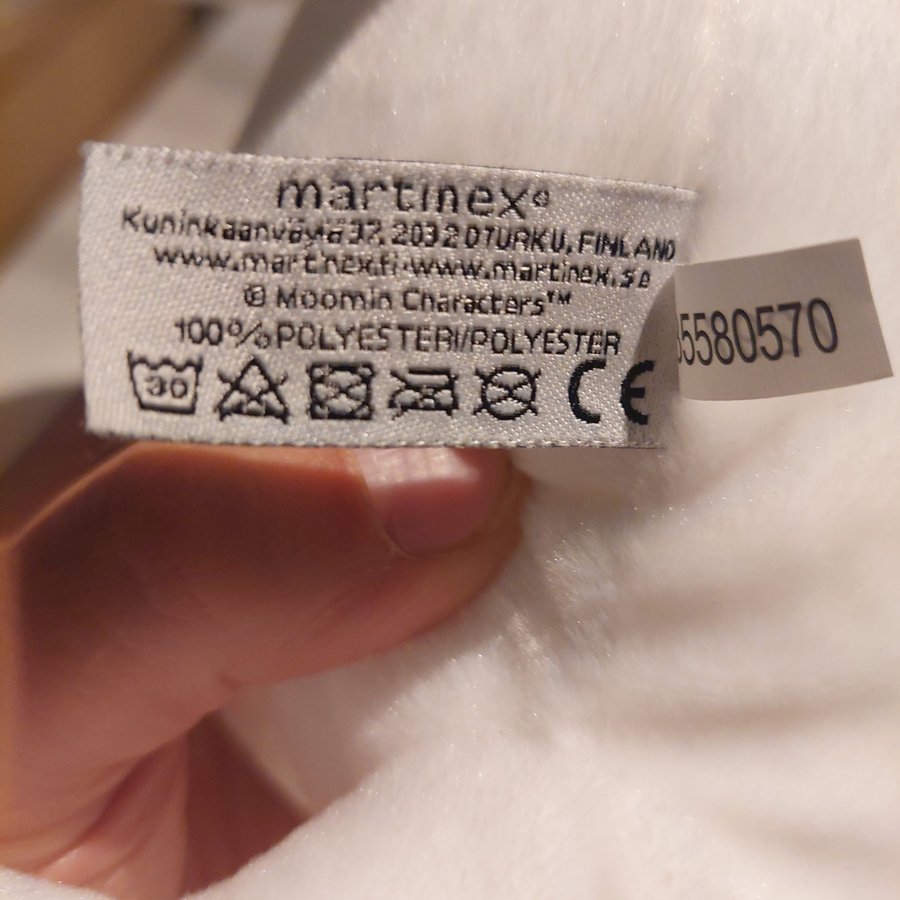 martinex®
Kuninkaanväylä 37, 20320 TURKU, FINLAND
www.martinex.fi·www.martinex.se
© Moomin Characters™
100% POLYESTERI/POLYESTER
30
CE
5580570